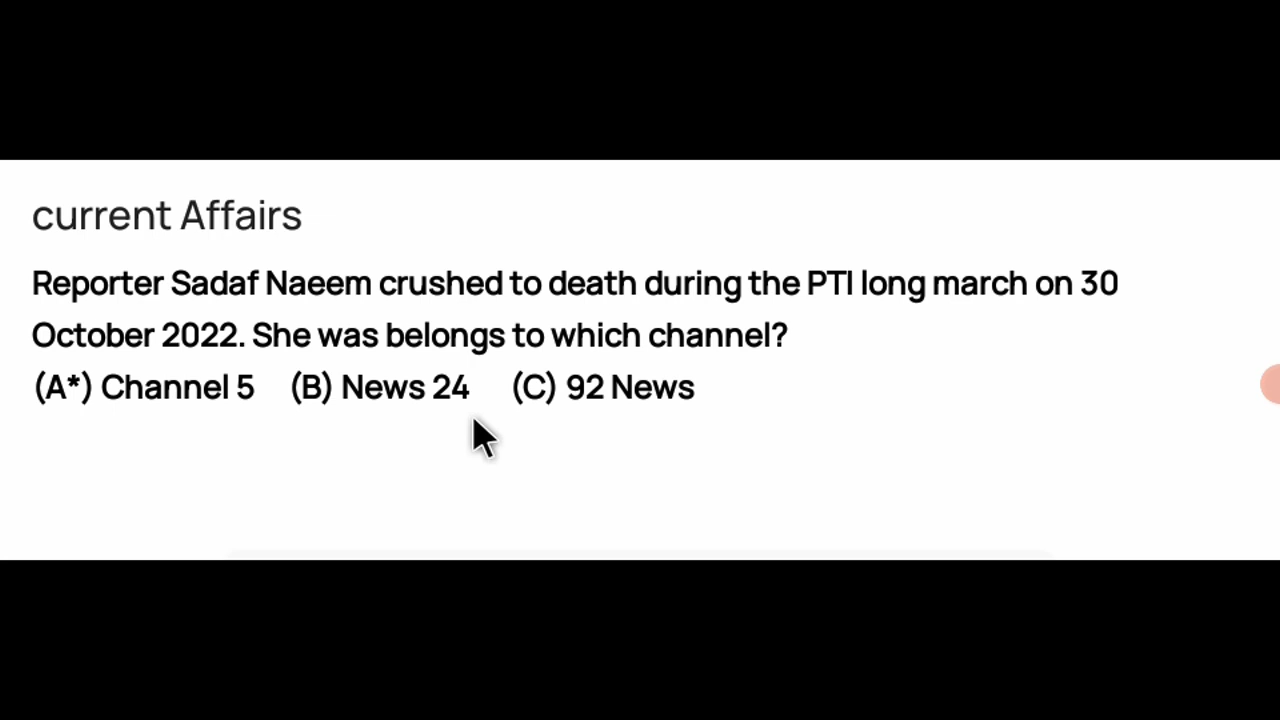 current Affairs
Reporter Sadaf Naeem crushed to death during the PTI long march on 30
October 2022. She was belongs to which channel?
(A*) Channel 5 (B) News 24 (C) 92 News